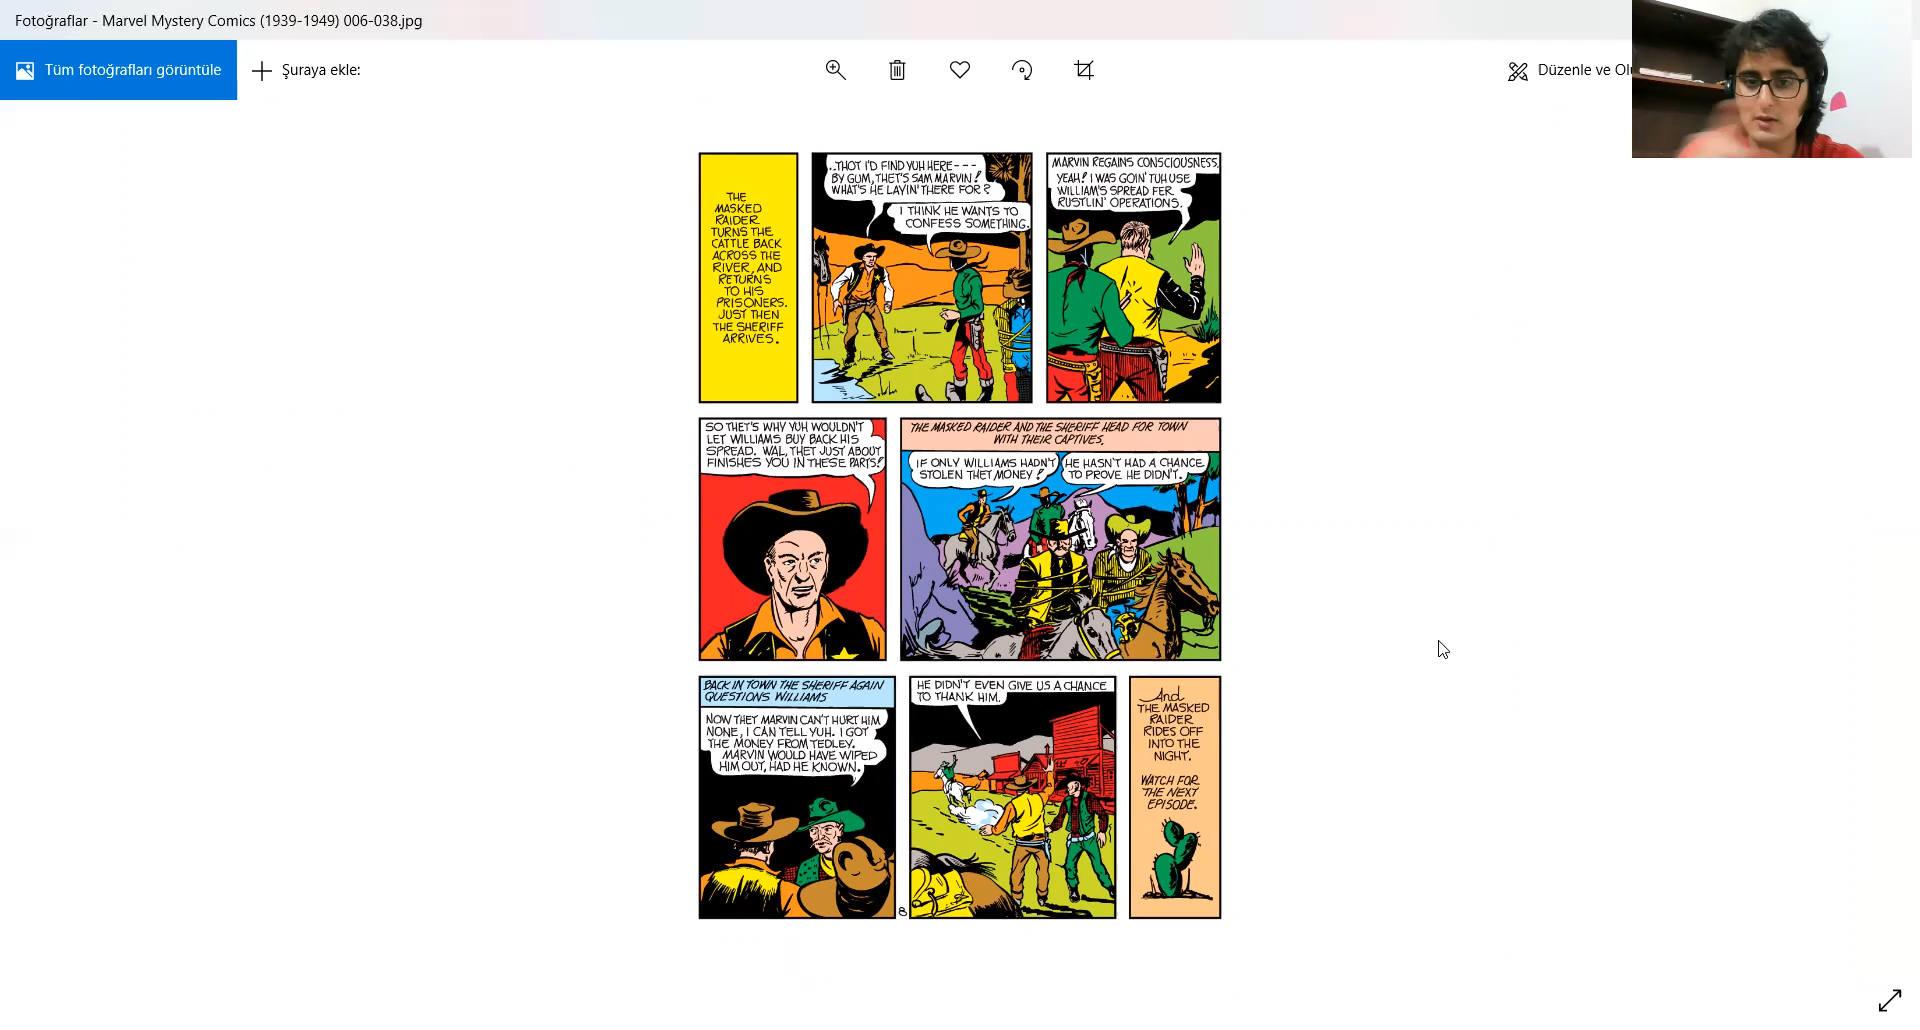 Fotoğraflar - Marvel Mystery Comics (1939-1949) 006-038.jpg
Tüm fotoğrafları görüntüle
Şuraya ekle:
Düzenle ve
THE
MASKED
RAIDER
TURNS THE
CATTLE BACK
ACROSS THE
RIVER, AND
RETURNS
TO HIS
PRISONERS.
JUST THEN
THE SHERIFF
ARRIVES.
..THOT I'D FIND YUH HERE---
BY GUM, THET'S SAM MARVIN!
WHAT'S HE LAYIN' THERE FOR?
I THINK HE WANTS TO
CONFESS SOMETHING.
MARVIN REGAINS CONSCIOUSNESS.
YEAH! I WAS GOIN' TUH USE
WILLIAM'S SPREAD FER
RUSTLIN' OPERATIONS.
SO THET'S WHY YUH WOULDN'T
LET WILLIAMS BUY BACK HIS
SPREAD. WAL, THET JUST ABOUT
FINISHES YOU IN THESE PARTS!
THE MASKED RAIDER AND THE SHERIFF HEAD FOR TOWN
WITH THEIR CAPTIVES.
IF ONLY WILLIAMS HADN'T
STOLEN THET MONEY!
HE HASN'T HAD A CHANCE
TO PROVE HE DIDN'T.
BACK IN TOWN THE SHERIFF AGAIN
QUESTIONS WILLIAMS
NOW THET MARVIN CAN'T HURT HIM
NONE, I CAN TELL YUH. I GOT
THE MONEY FROM TEDLEY.
MARVIN WOULD HAVE WIPED
HIM OUT, HAD HE KNOWN.
HE DIDN'T EVEN GIVE US A CHANCE
TO THANK HIM.
And
THE MASKED
RAIDER
RIDES OFF
INTO THE
NIGHT.
WATCH FOR
THE NEXT
EPISODE.
8